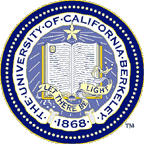 ·THE·UNIVERSITY·OF·CALIFORNIA·BERKELEY·
LET THERE BE LIGHT
·1868·
TM